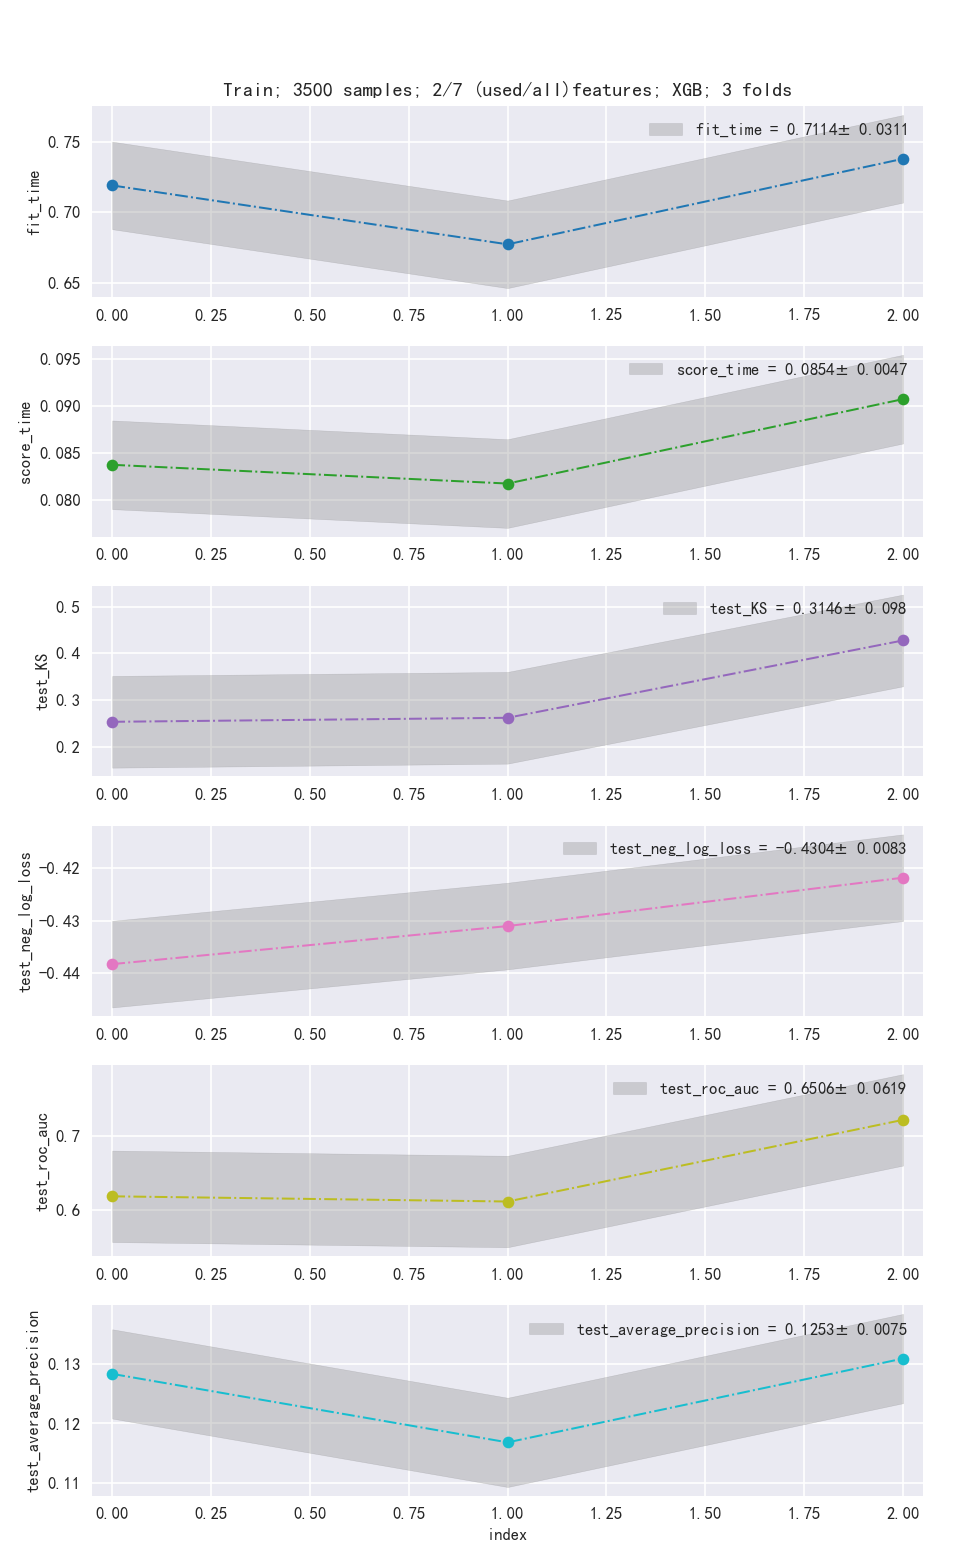 Train; 3500 samples; 2/7 (used/all)features; XGB; 3 folds
fit_time = 0.7114± 0.0311
fit_time
0.75
0.70
0.65
0.00 0.25 0.50 0.75 1.00 1.25 1.50 1.75 2.00
score_time = 0.0854± 0.0047
score_time
0.095
0.090
0.085
0.080
0.00 0.25 0.50 0.75 1.00 1.25 1.50 1.75 2.00
test_KS = 0.3146± 0.098
test_KS
0.5
0.4
0.3
0.2
0.00 0.25 0.50 0.75 1.00 1.25 1.50 1.75 2.00
test_neg_log_loss = −0.4304± 0.0083
test_neg_log_loss
−0.42
−0.43
−0.44
0.00 0.25 0.50 0.75 1.00 1.25 1.50 1.75 2.00
test_roc_auc = 0.6506± 0.0619
test_roc_auc
0.7
0.6
0.00 0.25 0.50 0.75 1.00 1.25 1.50 1.75 2.00
test_average_precision = 0.1253± 0.0075
test_average_precision
0.13
0.12
0.11
0.00 0.25 0.50 0.75 1.00 1.25 1.50 1.75 2.00
index